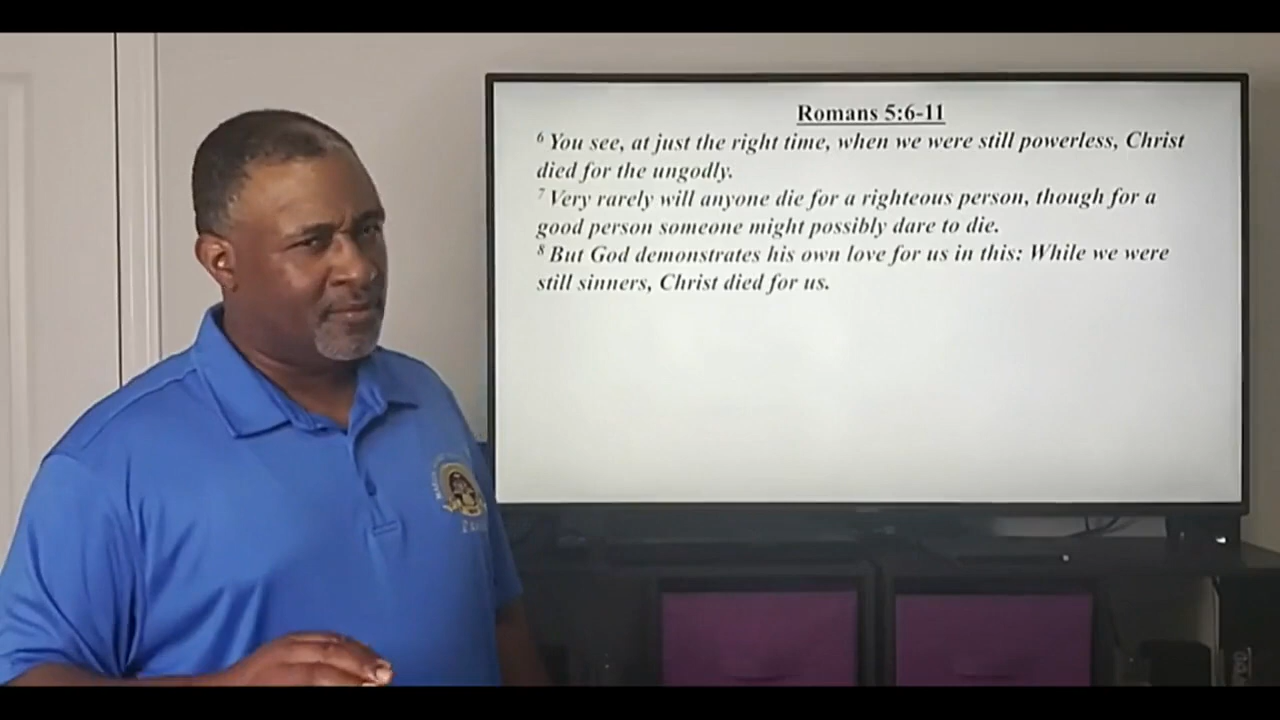 Romans 5:6-11
6 You see, at just the right time, when we were still powerless, Christ
died for the ungodly.
7 Very rarely will anyone die for a righteous person, though for a
good person someone might possibly dare to die.
8 But God demonstrates his own love for us in this: While we were
still sinners, Christ died for us.